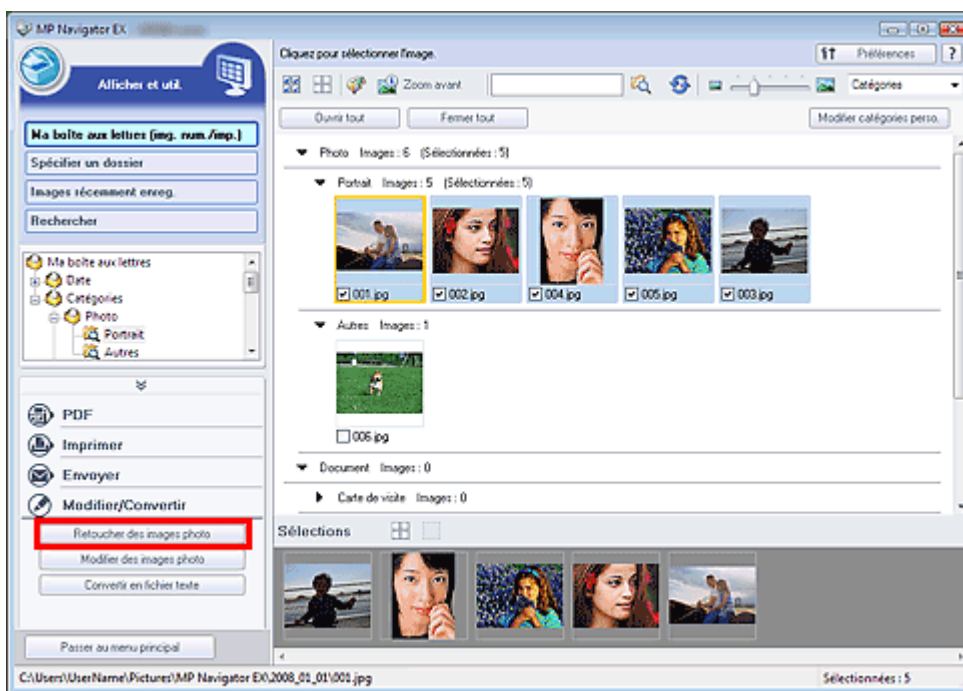 MP Navigator EX
Afficher et util.
Cliquez pour sélectionner l'image.
Préférences
?
Zoom avant
Catégories
Ouvrir tout
Fermer tout
Modifier catégories perso.
Ma boîte aux lettres (img. num./imp.)
Spécifier un dossier
Images récemment enreg.
Rechercher
Ma boîte aux lettres
Date
Catégories
Photo
Portrait
Autres
PDF
Imprimer
Envoyer
Modifier/Convertir
Retoucher des images photo
Modifier des images photo
Convertir en fichier texte
Passer au menu principal
Photo Images : 6 (Sélectionnées : 5)
Portrait Images : 5 (Sélectionnées : 5)
001.jpg
002.jpg
004.jpg
005.jpg
003.jpg
Autres Images : 1
006.jpg
Document Images : 0
Carte de visite Images : 0
Sélections
C:\Users\UserName\Pictures\MP Navigator EX\2008_01_01\001.jpg
Sélectionnées : 5